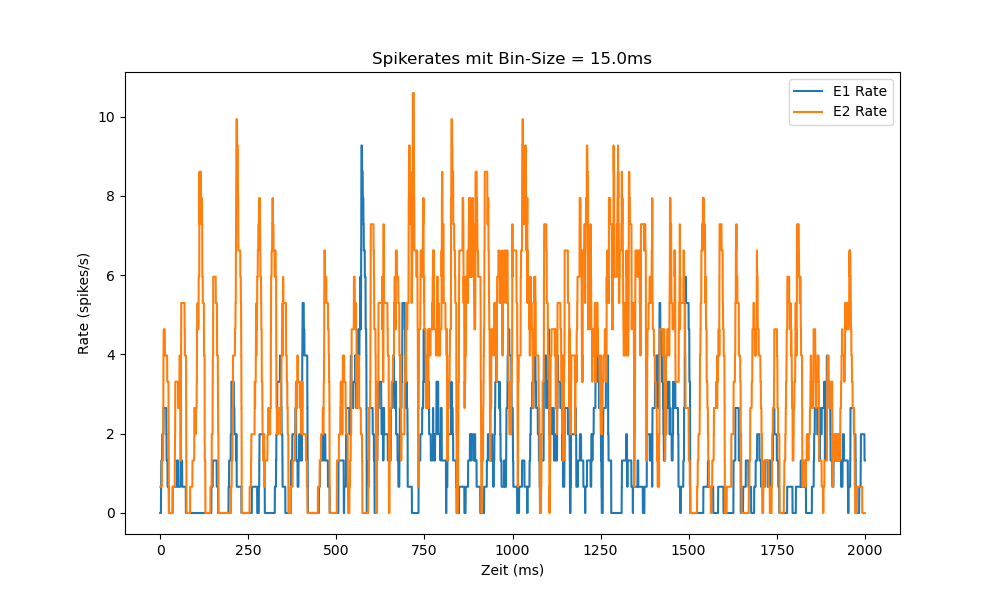 Spikerates mit Bin-Size = 15.0ms
E1 Rate
E2 Rate
Rate (spikes/s)
10
8
6
4
2
0
0 250 500 750 1000 1250 1500 1750 2000
Zeit (ms)